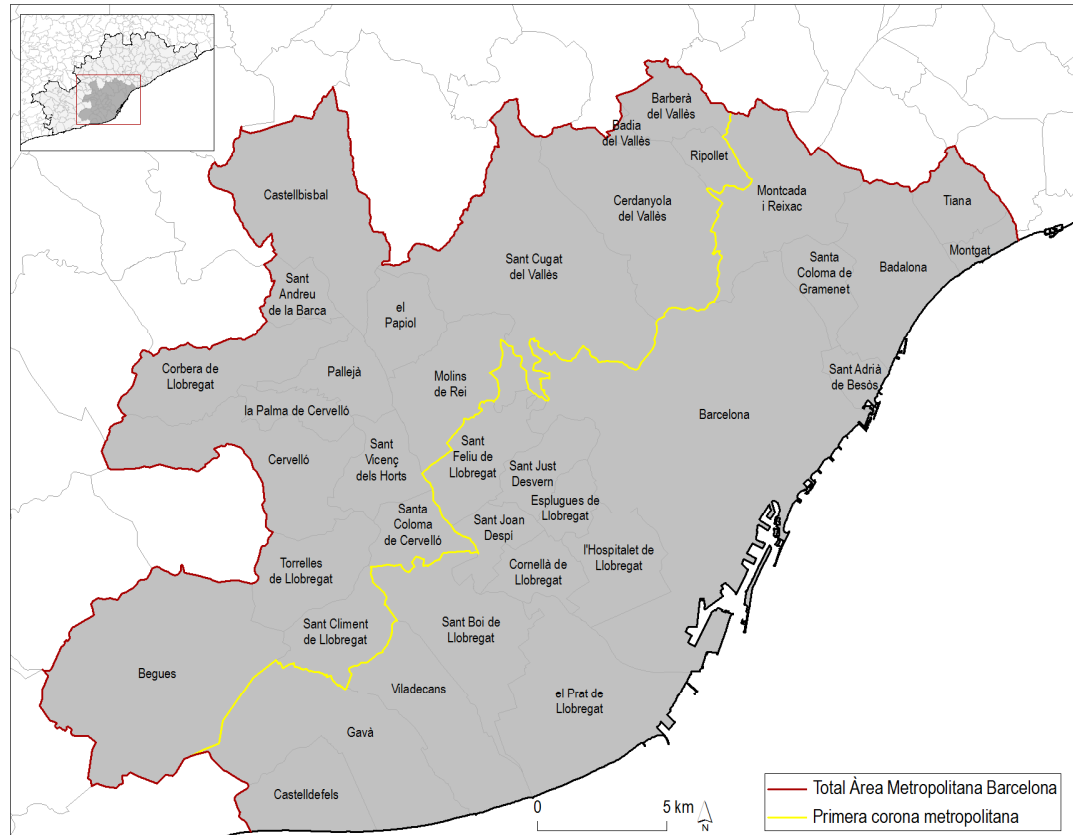 Barberà
del Vallès
Badia
del Vallès
Ripollet
Castellbisbal
Cerdanyola
del Vallès
Montcada
i Reixac
Tiana
Montgat
Sant Cugat
del Vallès
Santa
Coloma de
Gramenet
Badalona
Sant
Andreu
de la Barca
el
Papiol
Corbera de
Llobregat
Pallejà
Molins
de Rei
Sant Adrià
de Besòs
la Palma de Cervelló
Barcelona
Cervelló
Sant
Vicenç
dels Horts
Sant
Feliu de
Llobregat
Sant Just
Desvern
Esplugues de
Llobregat
Santa
Coloma
de Cervelló
Sant Joan
Despi
Cornellà de
Llobregat
l'Hospitalet de
Llobregat
Torrelles
de Llobregat
Sant Climent
de Llobregat
Sant Boi de
Llobregat
Begues
Viladecans
el Prat de
Llobregat
Gavà
Castelldefels
0 5 km
N
Total Àrea Metropolitana Barcelona
Primera corona metropolitana